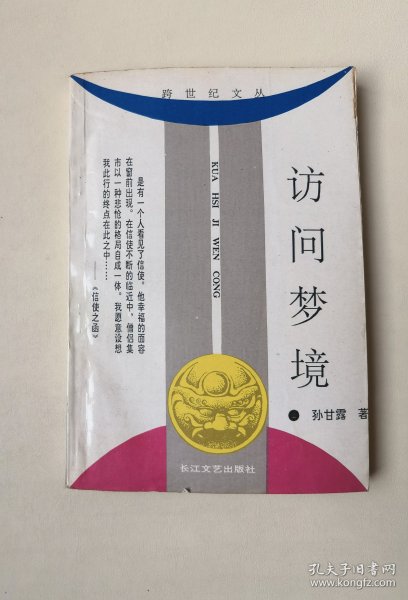 跨世纪文丛
KUA HSI JI WEN CONG
访问梦境
孙甘露 著
是有一个人看见了信使。他幸福的面容
在窗前出现。在信使不断的临近中，僧侣集
市以一种悲怆的格局自成一体。我愿意设想
我此行的终点在此之中……
——《信使之函》
长江文艺出版社
孔夫子旧书网
www.kongfz.com